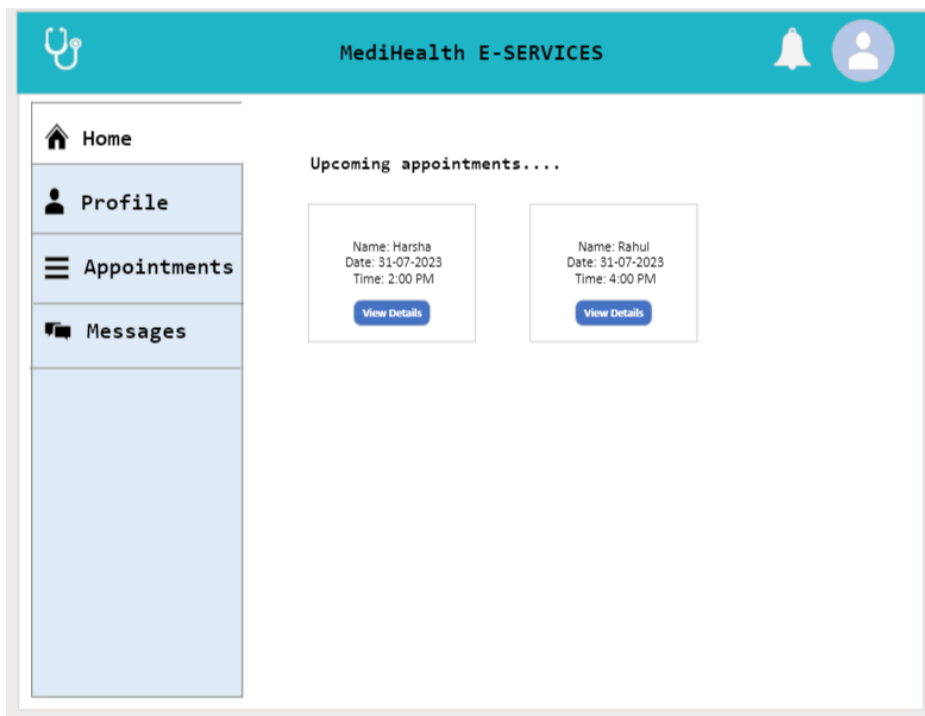 MediHealth E-SERVICES
Home
Profile
Appointments
Messages
Upcoming appointments....
Name: Harsha
Date: 31-07-2023
Time: 2:00 PM
View Details
Name: Rahul
Date: 31-07-2023
Time: 4:00 PM
View Details